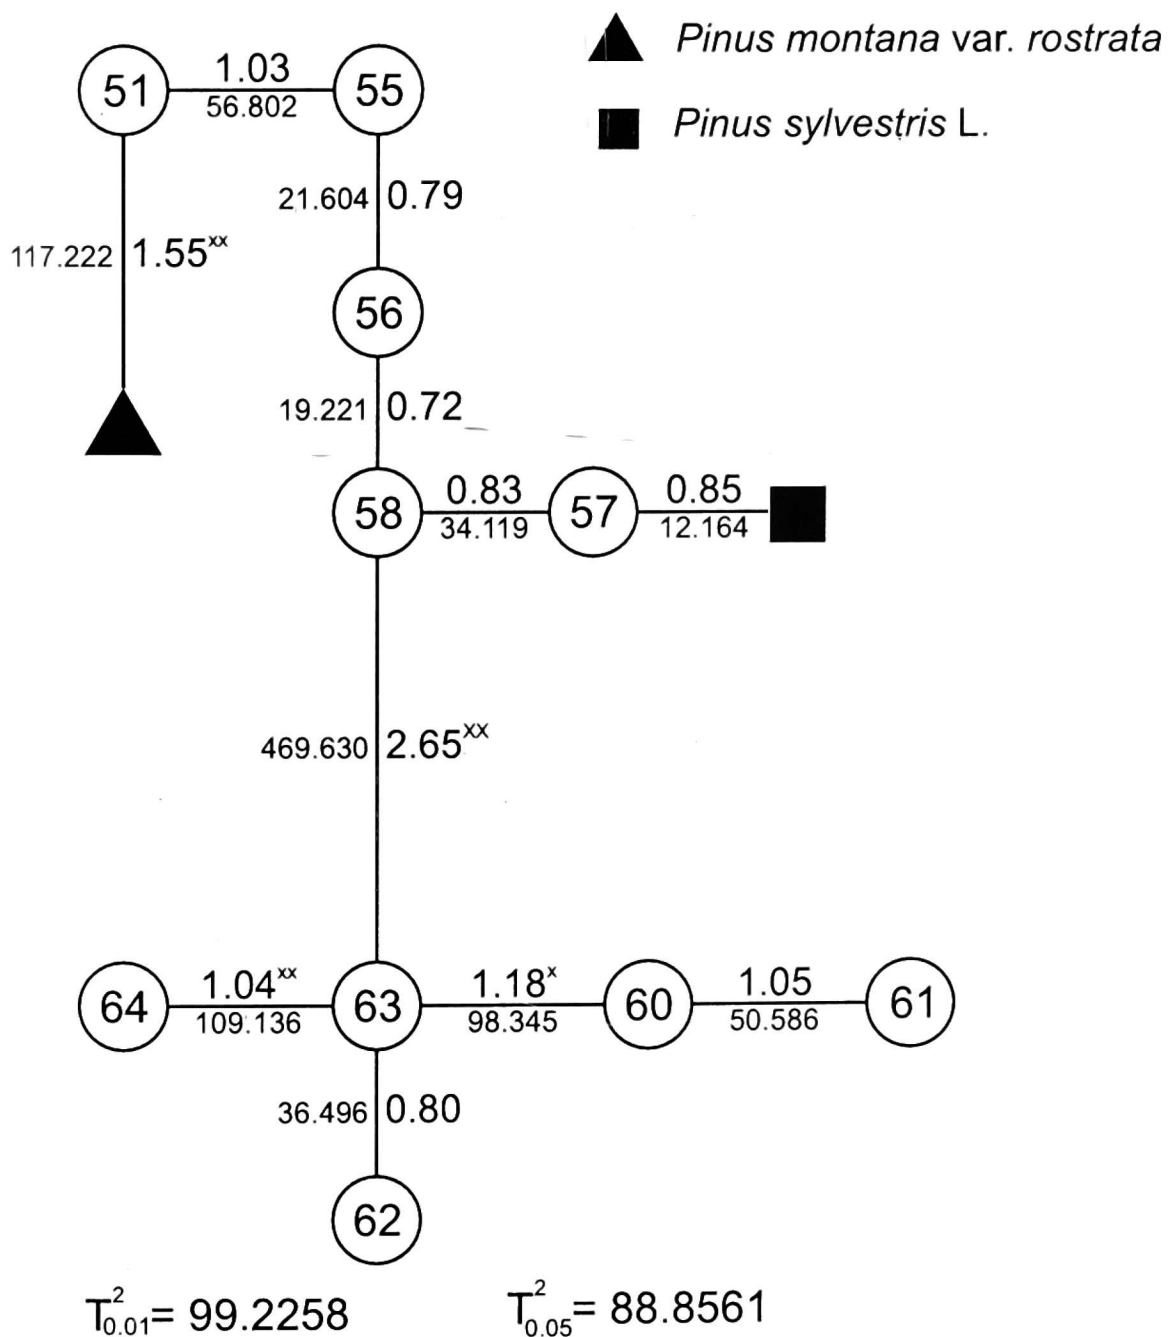 Pinus montana var. rostrata
Pinus sylvestris L.
51 1.03 55
56.802
21.604 0.79
117.222 1.55xx
56
19.221 0.72
58 0.83 57 0.85
34.119 12.164
469.630 2.65xx
64 1.04xx 63 1.18x 60 1.05 61
109.136 98.345 50.586
36.496 0.80
62
T²0.01= 99.2258 T²0.05= 88.8561